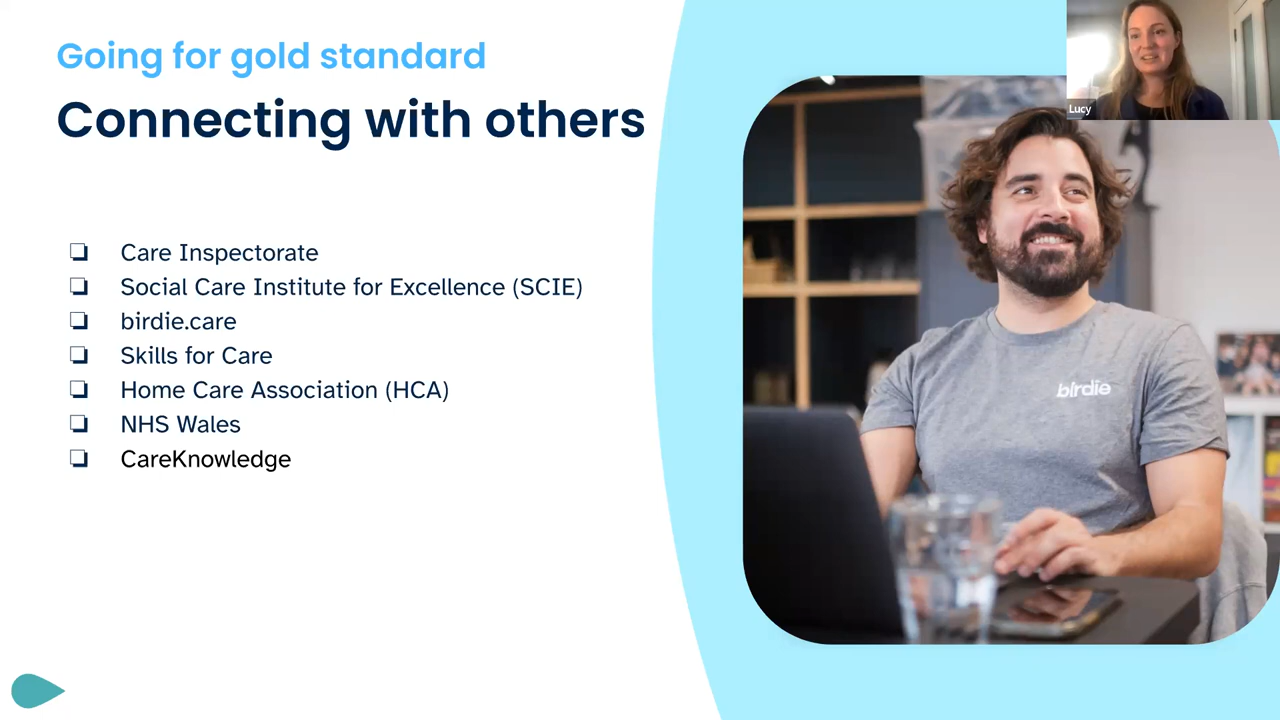 Going for gold standard
Connecting with others
Care Inspectorate
Social Care Institute for Excellence (SCIE)
birdie.care
Skills for Care
Home Care Association (HCA)
NHS Wales
CareKnowledge
Lucy
birdie